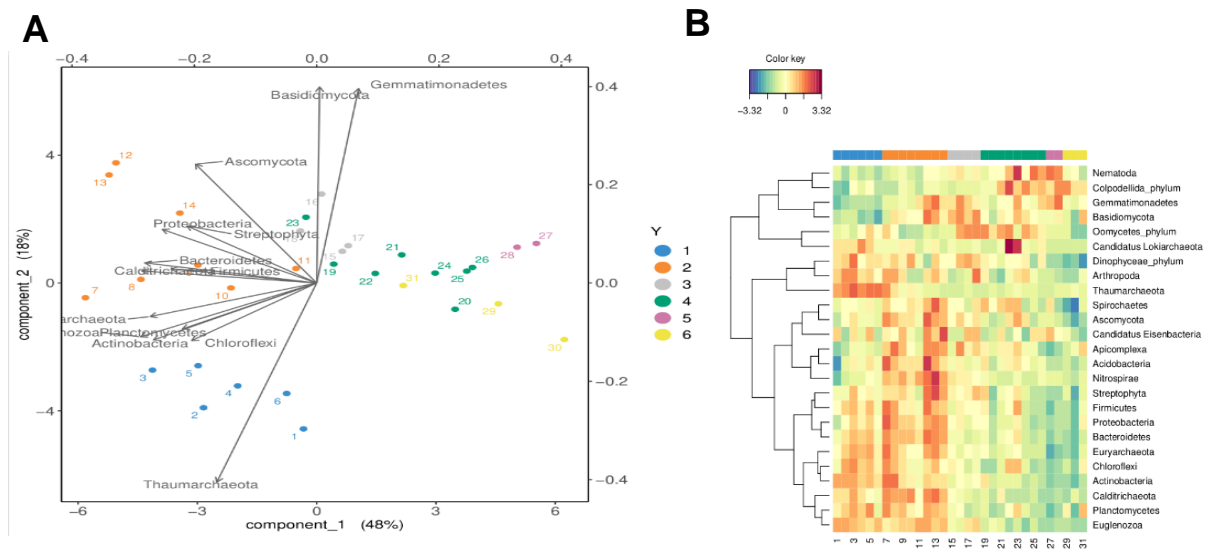 A
−0.4
−0.2
0.0
0.2
0.4
Gemmatimonadetes
Basidiomycota
0.4
12
13
4
Ascomycota
0.2
14
16
Proteobacteria
23
Streptophyta
17
27
15
21
28
Bacteroidetes
11
26
Calditrichaeota
Firmicutes
19
24
25
component_2 (18%)
0
8
22
31
0.0
7
10
20
29
archaeota
nozoa
Planctomycetes
Actinobacteria
Chloroflexi
30
−0.2
3
5
4
6
2
−4
1
Thaumarchaeota
−0.4
−6
−3
0
3
6
component_1 (48%)
Y
1
2
3
4
5
6
B
Color key
−3.32 0 3.32
Nematoda
Colpodellida_phylum
Gemmatimonadetes
Basidiomycota
Oomycetes_phylum
Candidatus Lokiarchaeota
Dinophyceae_phylum
Arthropoda
Thaumarchaeota
Spirochaetes
Ascomycota
Candidatus Eisenbacteria
Apicomplexa
Acidobacteria
Nitrospirae
Streptophyta
Firmicutes
Proteobacteria
Bacteroidetes
Euryarchaeota
Chloroflexi
Actinobacteria
Calditrichaeota
Planctomycetes
Euglenozoa
1 3 5 7 9 11 13 15 17 19 21 23 25 27 29 31